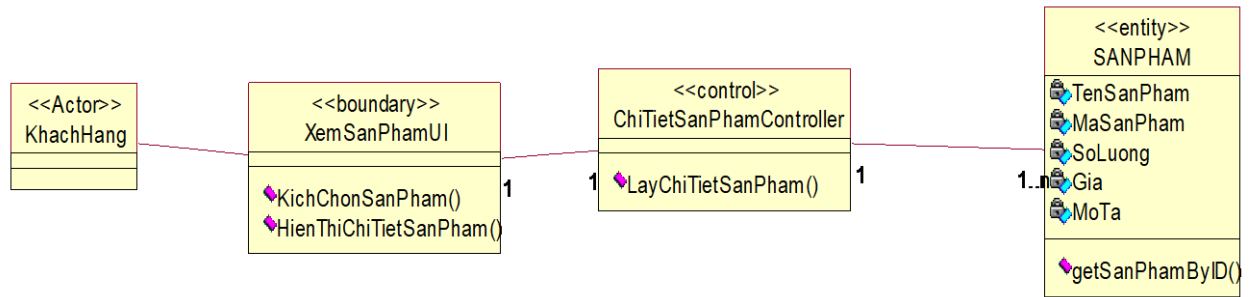 <<Actor>>
KhachHang
<<boundary>>
XemSanPhamUI
KichChonSanPham()
HienThiChiTietSanPham()
1
1
<<control>>
ChiTietSanPhamController
LayChiTietSanPham()
1
1..n
<<entity>>
SANPHAM
TenSanPham
MaSanPham
SoLuong
Gia
MoTa
getSanPhamByID()